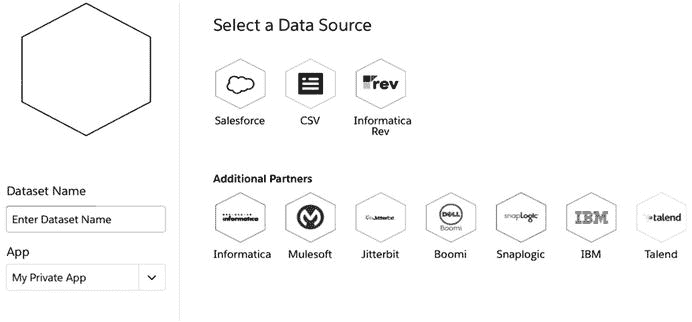 Select a Data Source
rev
Salesforce
CSV
Informatica
Rev
Dataset Name
Enter Dataset Name
App
My Private App
Additional Partners
informatica
Jitterbit
DELL
Boomi
snapLogic
IBM
talend
Informatica
Mulesoft
Jitterbit
Boomi
Snaplogic
IBM
Talend